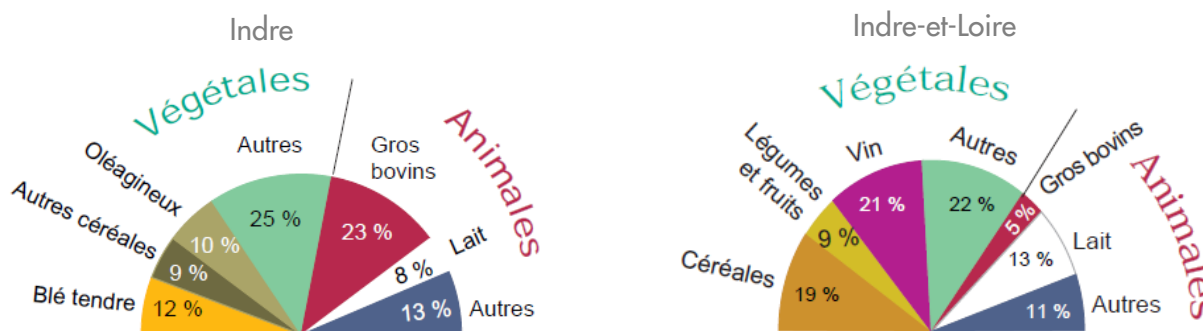 Indre
Végétales
Animales
Autres
Gros
bovins
Oléagineux
Lait
Autres céréales
Blé tendre
Autres
25 %
23 %
10 %
9 %
8 %
12 %
13 %
Indre-et-Loire
Végétales
Animales
Légumes
et fruits
Vin
Autres
Gros bovins
Lait
Céréales
Autres
21 %
22 %
5 %
9 %
13 %
19 %
11 %